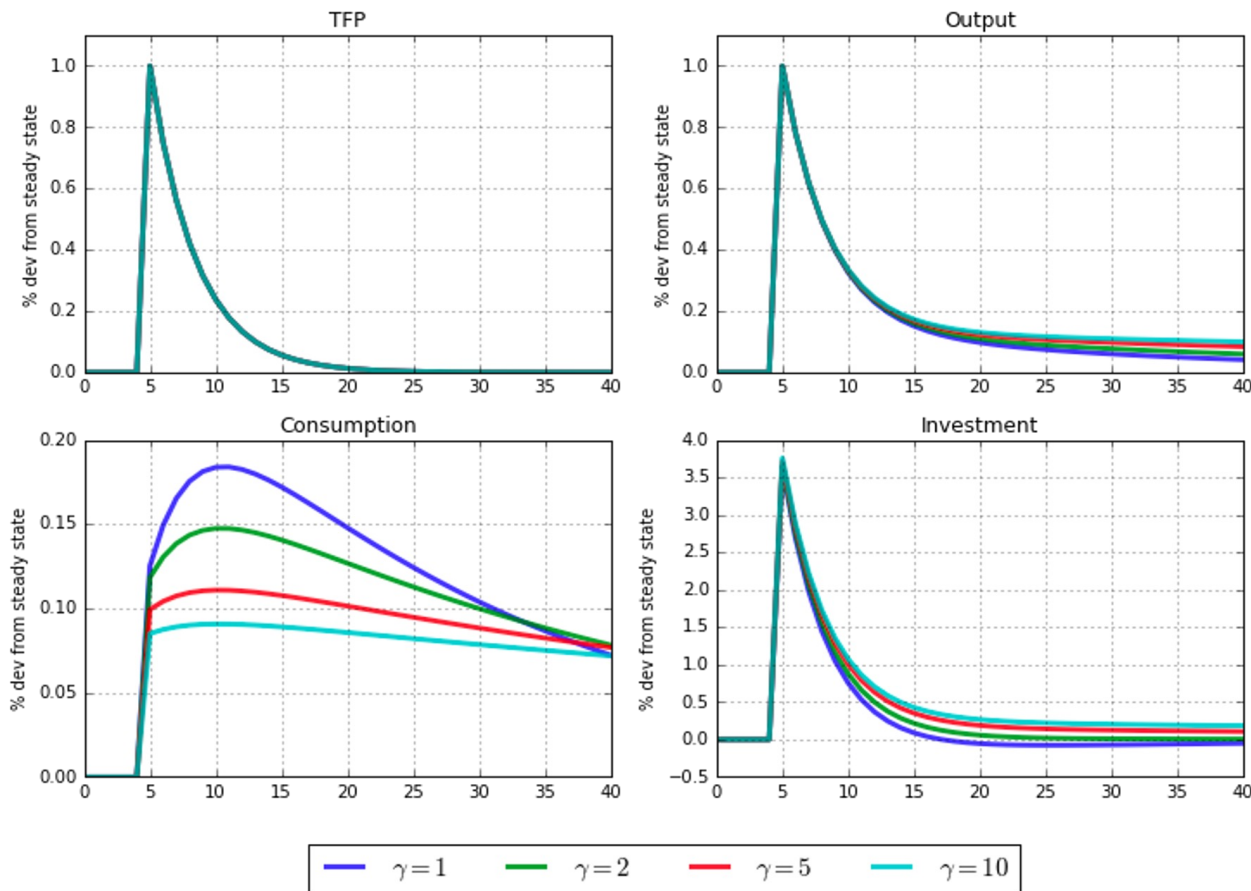 TFP
Output
% dev from steady state
1.0
0.8
0.6
0.4
0.2
0.0
0 5 10 15 20 25 30 35 40
% dev from steady state
1.0
0.8
0.6
0.4
0.2
0.0
0 5 10 15 20 25 30 35 40
Consumption
Investment
% dev from steady state
0.20
0.15
0.10
0.05
0.00
0 5 10 15 20 25 30 35 40
% dev from steady state
4.0
3.5
3.0
2.5
2.0
1.5
1.0
0.5
0.0
−0.5
0 5 10 15 20 25 30 35 40
γ = 1 γ = 2 γ = 5 γ = 10